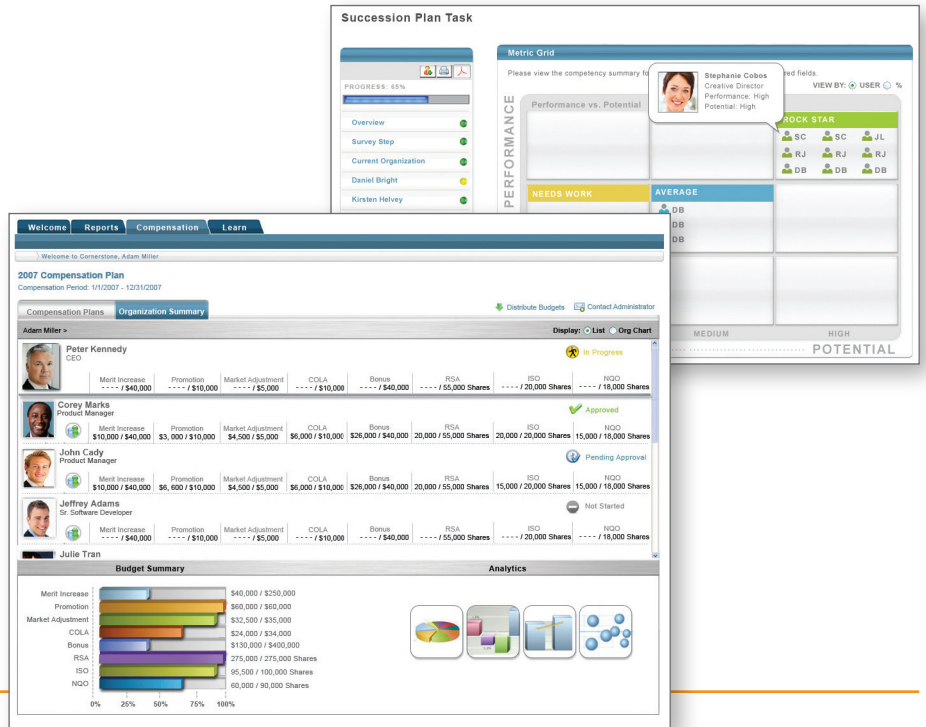 Succession Plan Task
Metric Grid
Please view the competency summary fo
red fields.
Stephanie Cobos
Creative Director
Performance: High
Potential: High
VIEW BY: USER %
PROGRESS: 65%
Overview
Survey Step
Current Organization
Daniel Bright
Kirsten Helvey
PERFORMANCE
Performance vs. Potential
ROCK STAR
SC SC JL
RJ RJ RJ
DB DB DB
NEEDS WORK
AVERAGE
DB
DB
DB
MEDIUM HIGH
POTENTIAL
Welcome Reports Compensation Learn
Welcome to Cornerstone, Adam Miller
2007 Compensation Plan
Compensation Period: 1/1/2007 - 12/31/2007
Distribute Budgets Contact Administrator
Compensation Plans Organization Summary
Adam Miller > Display: List Org Chart
Peter Kennedy
CEO
In Progress
Merit Increase Promotion Market Adjustment COLA Bonus RSA ISO NQO
---- / $40,000 ---- / $10,000 ---- / $5,000 ---- / $10,000 ---- / $40,000 ---- / 55,000 Shares ---- / 20,000 Shares ---- / 18,000 Shares
Corey Marks
Product Manager
Approved
Merit Increase Promotion Market Adjustment COLA Bonus RSA ISO NQO
$10,000 / $40,000 $3, 000 / $10,000 $4,500 / $5,000 $6,000 / $10,000 $26,000 / $40,000 20,000 / 55,000 Shares 20,000 / 20,000 Shares 15,000 / 18,000 Shares
John Cady
Product Manager
Pending Approval
Merit Increase Promotion Market Adjustment COLA Bonus RSA ISO NQO
$10,000 / $40,000 $6, 600 / $10,000 $4,500 / $5,000 $6,000 / $10,000 $26,000 / $40,000 20,000 / 55,000 Shares 15,000 / 20,000 Shares 15,000 / 18,000 Shares
Jeffrey Adams
Sr. Software Developer
Not Started
Merit Increase Promotion Market Adjustment COLA Bonus RSA ISO NQO
---- / $40,000 ---- / $10,000 ---- / $5,000 ---- / $10,000 ---- / $40,000 ---- / 55,000 Shares ---- / 20,000 Shares ---- / 18,000 Shares
Julie Tran
Budget Summary Analytics
Merit Increase $40,000 / $250,000
Promotion $60,000 / $60,000
Market Adjustment $32,500 / $35,000
COLA $24,000 / $34,000
Bonus $130,000 / $400,000
RSA 275,000 / 275,000 Shares
ISO 95,500 / 100,000 Shares
NQO 60,000 / 90,000 Shares
0% 25% 50% 75% 100%